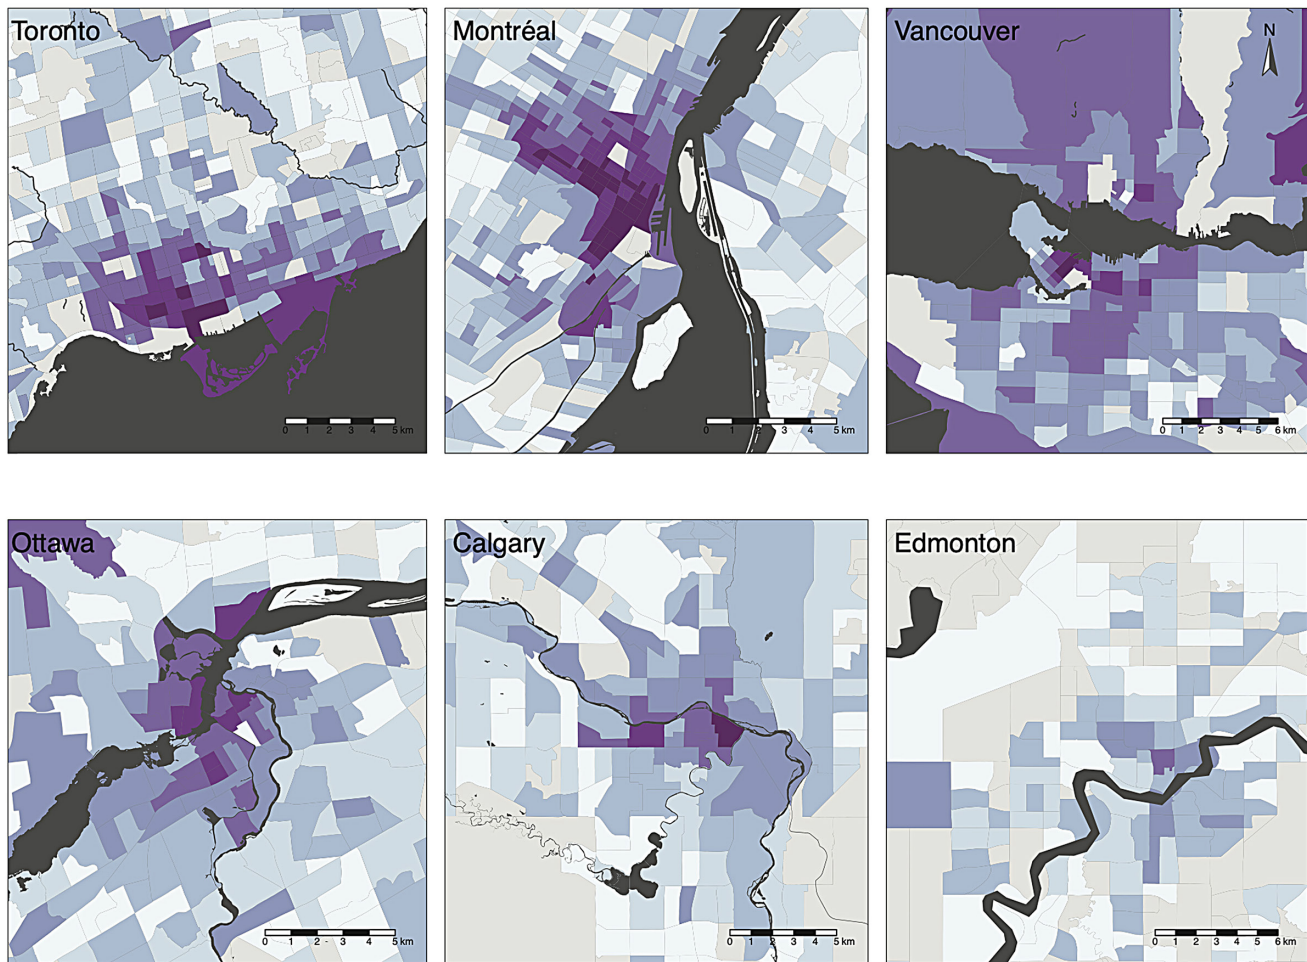 Toronto
Montréal
Vancouver
N
0 1 2 3 4 5 km
0 1 2 3 4 5 km
0 1 2 3 4 5 6 km
Ottawa
Calgary
Edmonton
0 1 2 - 3 4 5 km
0 1 2 3 4 5 km
0 1 2 3 4 5 6 km